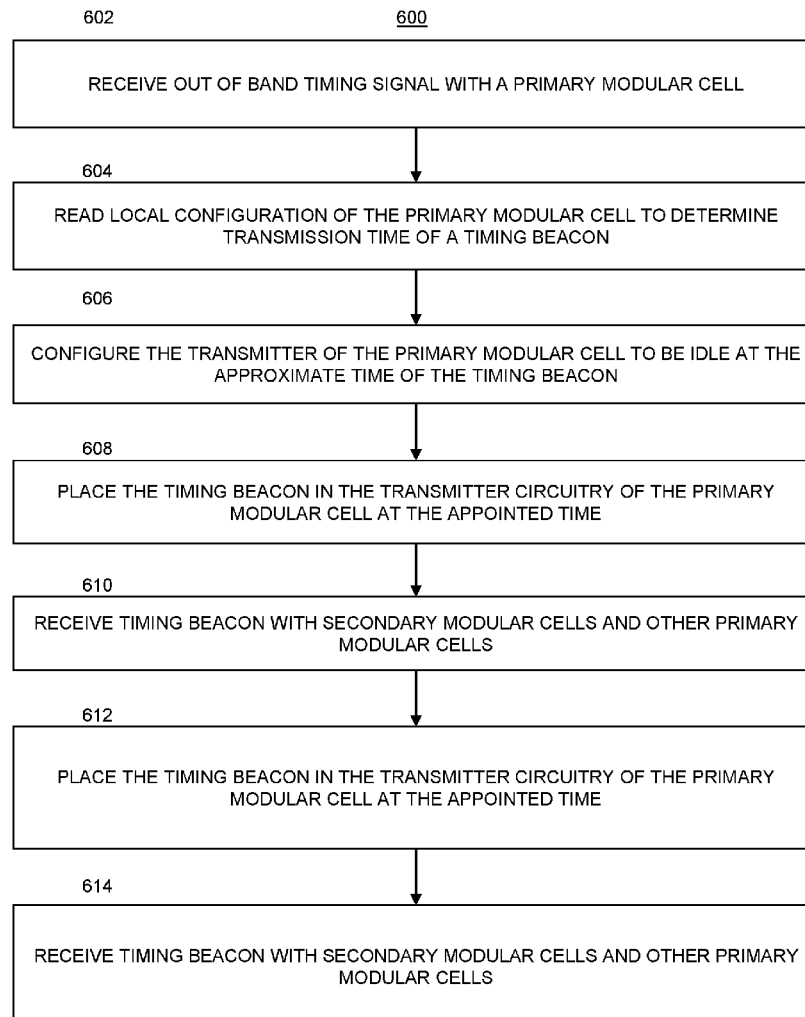 602
600
RECEIVE OUT OF BAND TIMING SIGNAL WITH A PRIMARY MODULAR CELL
604
READ LOCAL CONFIGURATION OF THE PRIMARY MODULAR CELL TO DETERMINE
TRANSMISSION TIME OF A TIMING BEACON
606
CONFIGURE THE TRANSMITTER OF THE PRIMARY MODULAR CELL TO BE IDLE AT THE
APPROXIMATE TIME OF THE TIMING BEACON
608
PLACE THE TIMING BEACON IN THE TRANSMITTER CIRCUITRY OF THE PRIMARY
MODULAR CELL AT THE APPOINTED TIME
610
RECEIVE TIMING BEACON WITH SECONDARY MODULAR CELLS AND OTHER PRIMARY
MODULAR CELLS
612
PLACE THE TIMING BEACON IN THE TRANSMITTER CIRCUITRY OF THE PRIMARY
MODULAR CELL AT THE APPOINTED TIME
614
RECEIVE TIMING BEACON WITH SECONDARY MODULAR CELLS AND OTHER PRIMARY
MODULAR CELLS